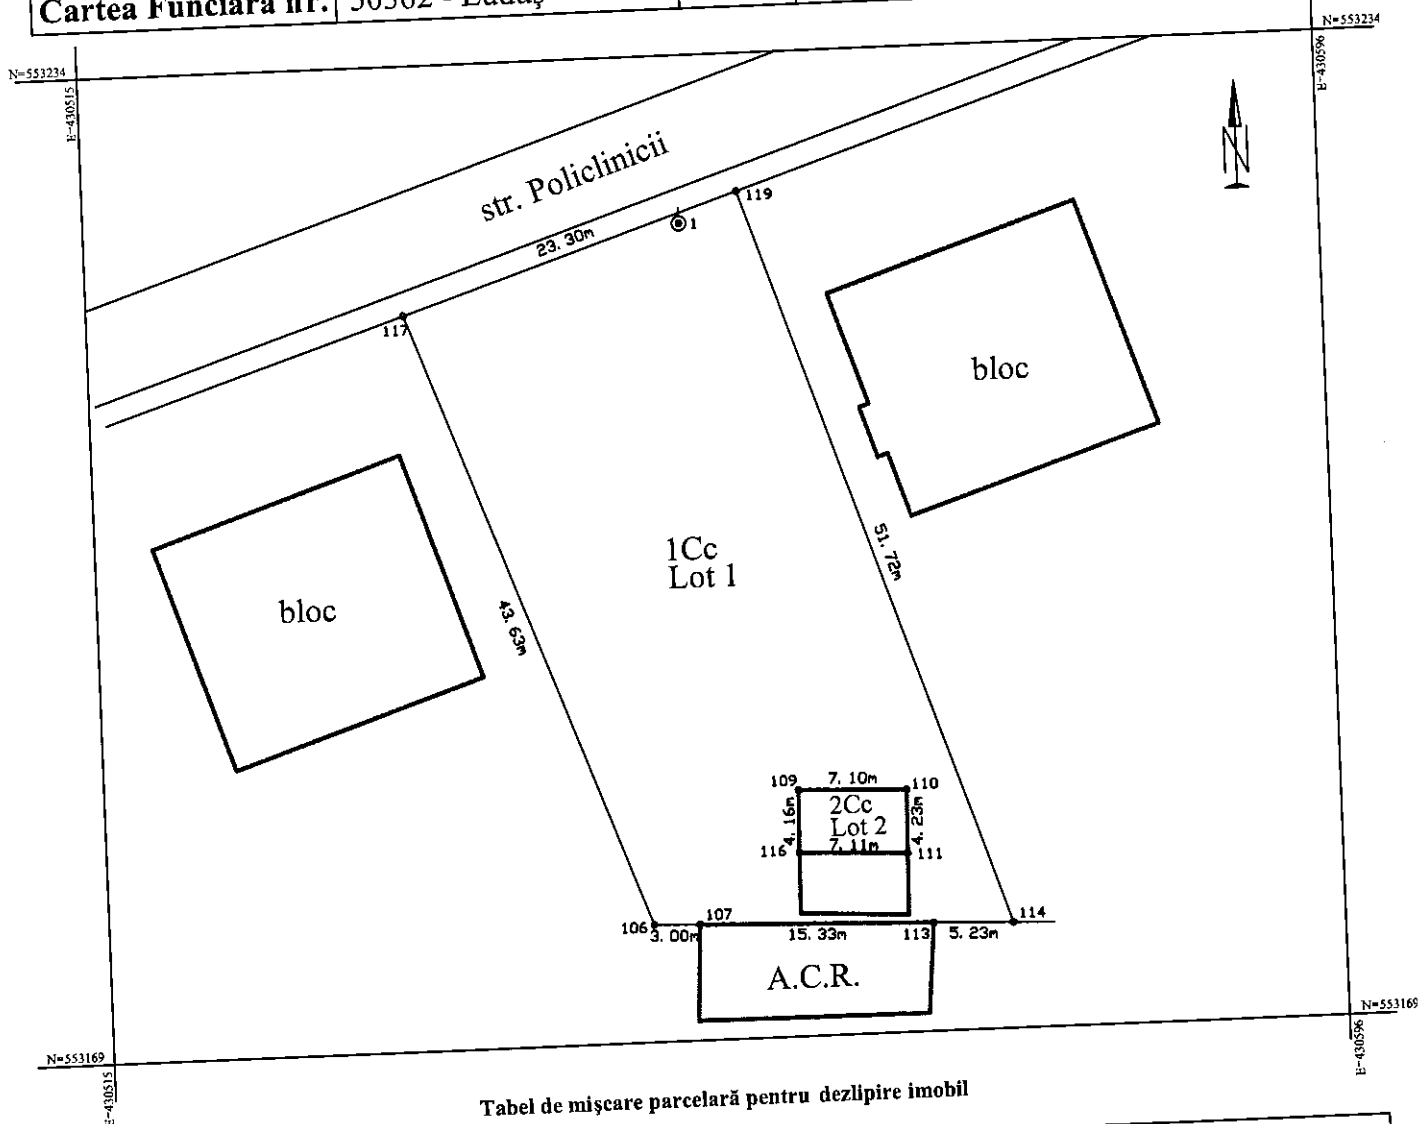 Cartea Funciară nr.
N=553234
N=553234
E=430515
E=430596
str. Policlinicii
N
119
1
23.30m
117
bloc
bloc
51.72m
1Cc
Lot 1
43.63m
109
7.10m
110
4.16m
2Cc
Lot 2
4.23m
116
7.11m
111
106
3.00m
107
15.33m
113
5.23m
114
A.C.R.
N=553169
N=553169
E=430515
E=430596
Tabel de mişcare parcelară pentru dezlipire imobil